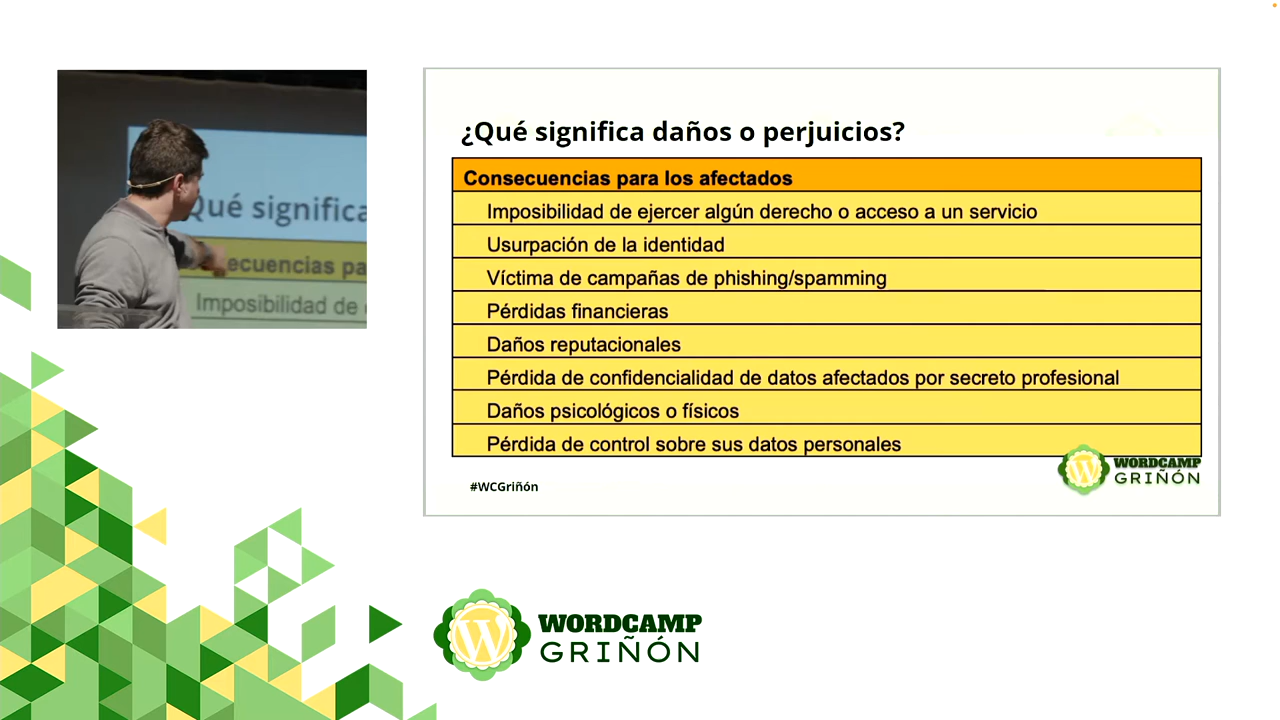 Qué significa
ecuencias pa
Imposibilidad de
¿Qué significa daños o perjuicios?
Consecuencias para los afectados
Imposibilidad de ejercer algún derecho o acceso a un servicio
Usurpación de la identidad
Víctima de campañas de phishing/spamming
Pérdidas financieras
Daños reputacionales
Pérdida de confidencialidad de datos afectados por secreto profesional
Daños psicológicos o físicos
Pérdida de control sobre sus datos personales
#WCGriñón
WORDCAMP
GRIÑÓN
WORDCAMP
GRIÑÓN